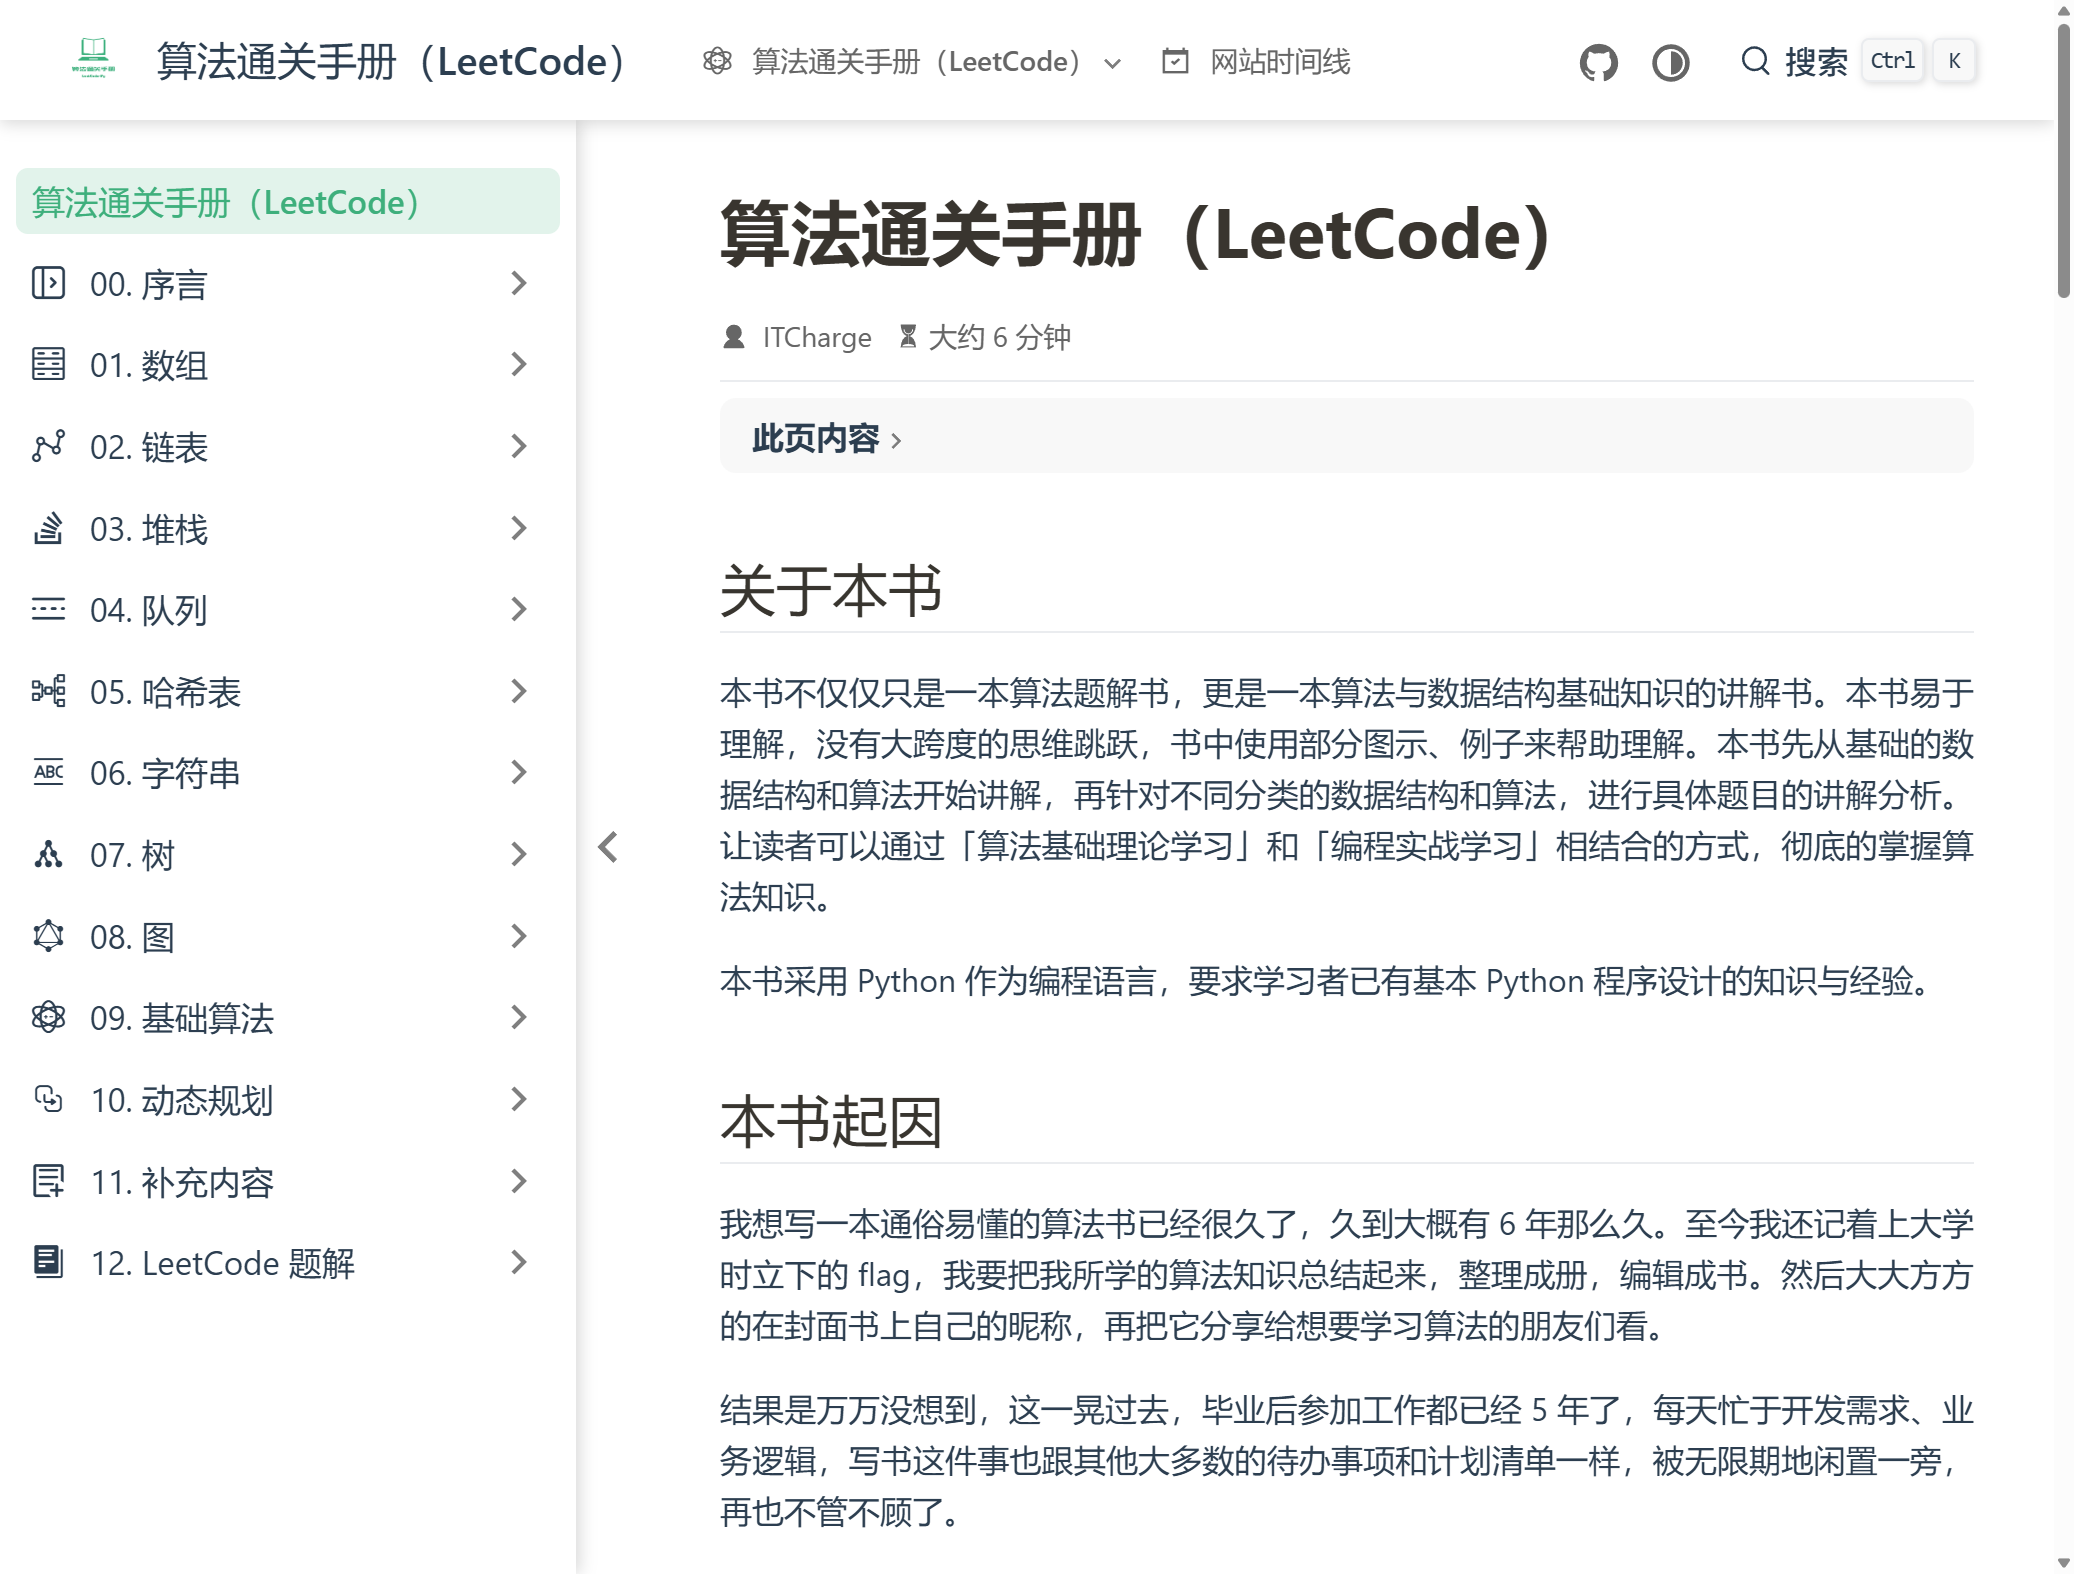 算法通关手册（LeetCode）
算法通关手册（LeetCode）
网站时间线
搜索
Ctrl
K
算法通关手册（LeetCode）
00. 序言
01. 数组
02. 链表
03. 堆栈
04. 队列
05. 哈希表
ABC
06. 字符串
07. 树
08. 图
09. 基础算法
10. 动态规划
11. 补充内容
12. LeetCode 题解
算法通关手册（LeetCode）
ITCharge
大约 6 分钟
此页内容
关于本书
本书不仅仅只是一本算法题解书，更是一本算法与数据结构基础知识的讲解书。本书易于
理解，没有大跨度的思维跳跃，书中使用部分图示、例子来帮助理解。本书先从基础的数
据结构和算法开始讲解，再针对不同分类的数据结构和算法，进行具体题目的讲解分析。
让读者可以通过「算法基础理论学习」和「编程实战学习」相结合的方式，彻底的掌握算
法知识。
本书采用 Python 作为编程语言，要求学习者已有基本 Python 程序设计的知识与经验。
本书起因
我想写一本通俗易懂的算法书已经很久了，久到大概有 6 年那么久。至今我还记着上大学
时立下的 flag，我要把我所学的算法知识总结起来，整理成册，编辑成书。然后大大方方
的在封面书上自己的昵称，再把它分享给想要学习算法的朋友们看。
结果是万万没想到，这一晃过去，毕业后参加工作都已经 5 年了，每天忙于开发需求、业
务逻辑，写书这件事也跟其他大多数的待办事项和计划清单一样，被无限期地闲置一旁，
再也不管不顾了。